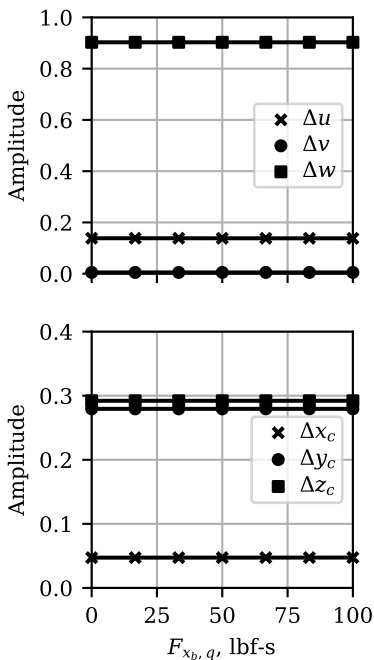 1.0
0.8
0.6
0.4
0.2
0.0
Amplitude
Δu
Δv
Δw
0.4
0.3
0.2
0.1
0.0
Amplitude
Δx_c
Δy_c
Δz_c
0 25 50 75 100
F_{x_b, q}, lbf-s